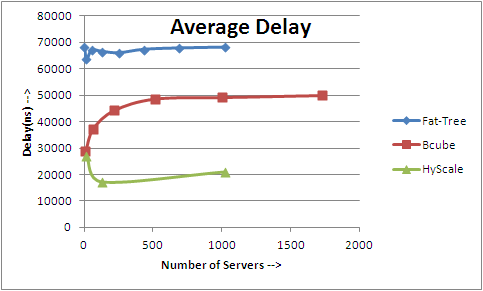 Average Delay
80000
70000
60000
50000
40000
30000
20000
10000
0
Delay(ns) -->
0
500
1000
1500
2000
Number of Servers -->
Fat-Tree
Bcube
HyScale